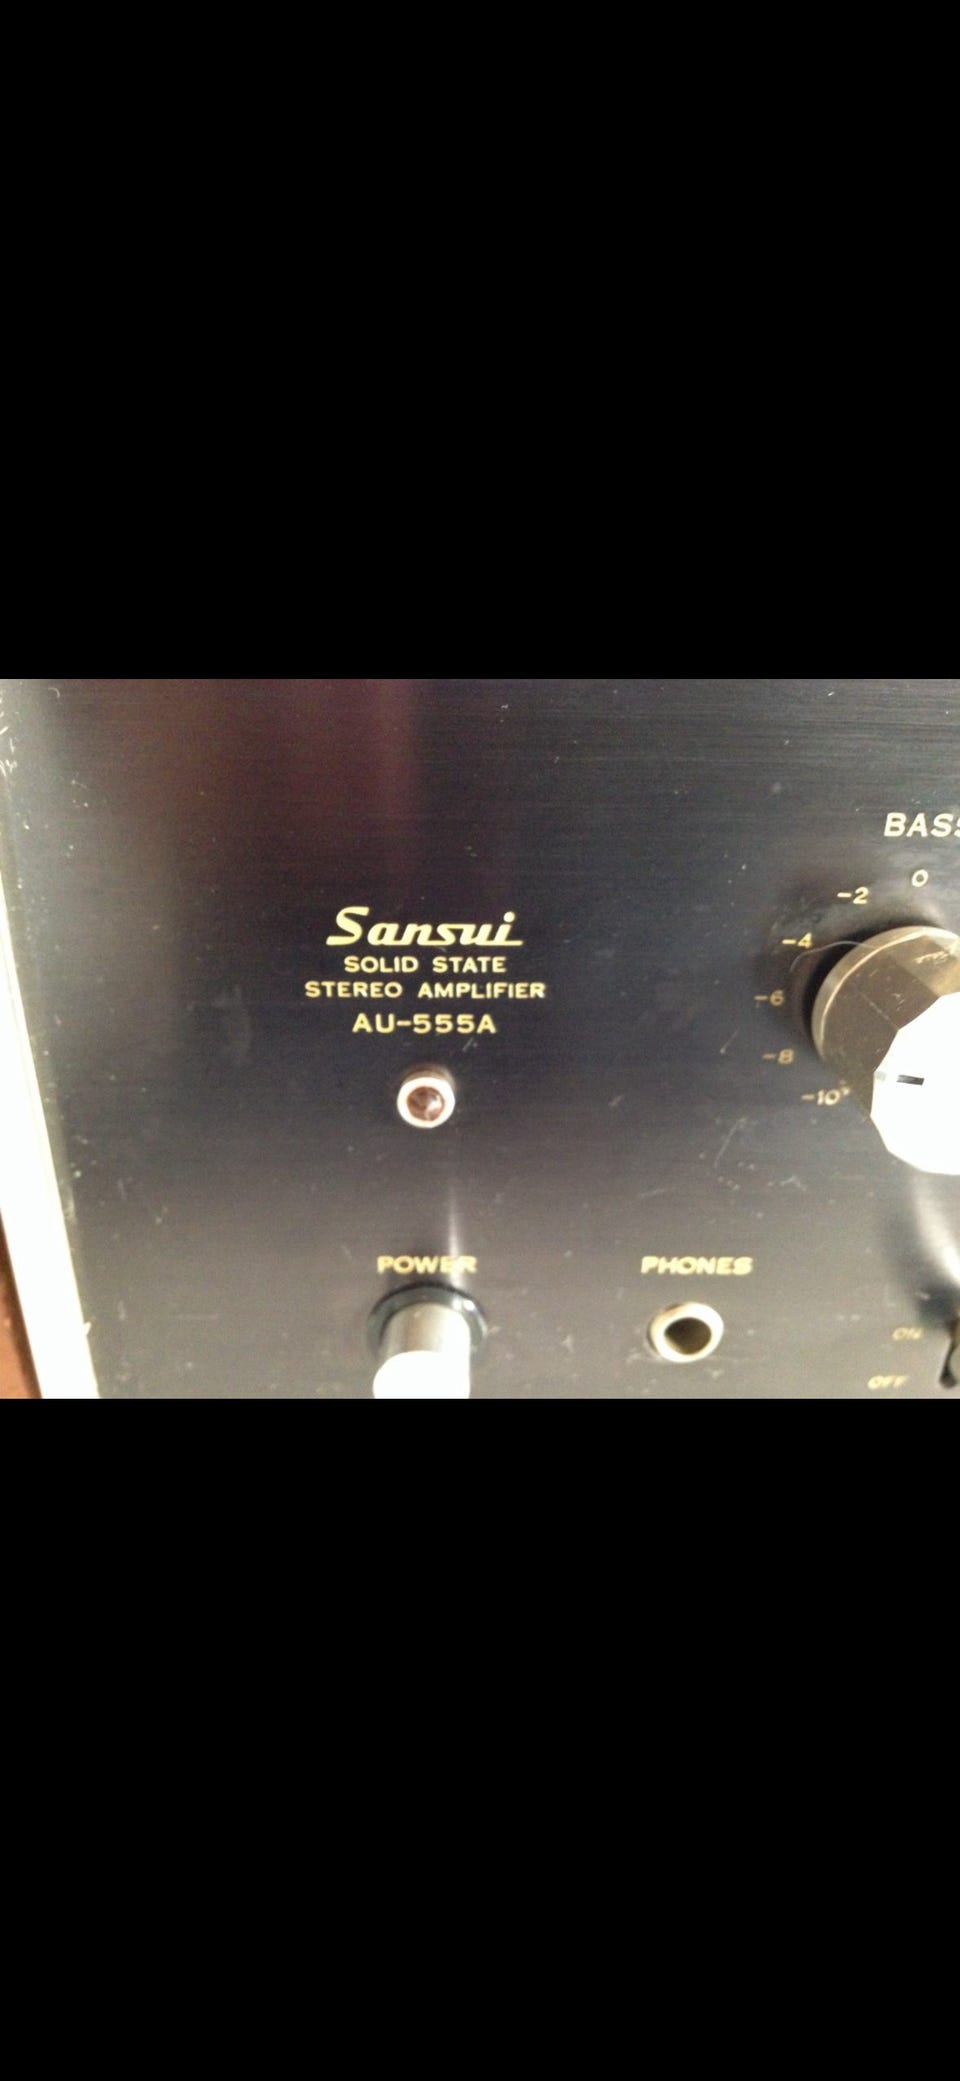 BASS
0
-2
-4
-6
-8
-10
Sansui
SOLID STATE
STEREO AMPLIFIER
AU-555A
POWER
PHONES
ON
OFF